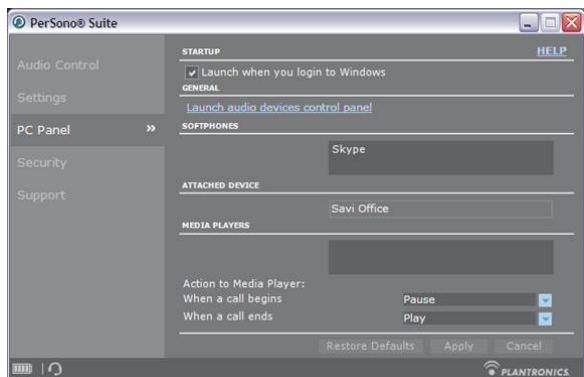 PerSono® Suite
Audio Control
Settings
PC Panel »
Security
Support
STARTUP
HELP
Launch when you login to Windows
GENERAL
Launch audio devices control panel
SOFTPHONES
Skype
ATTACHED DEVICE
Savi Office
MEDIA PLAYERS
Action to Media Player:
When a call begins Pause
When a call ends Play
Restore Defaults Apply Cancel
PLANTRONICS